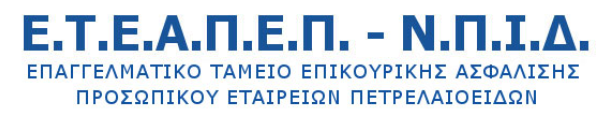 Ε.Τ.Ε.Α.Π.Ε.Π. - Ν.Π.Ι.Δ.
ΕΠΑΓΓΕΛΜΑΤΙΚΟ ΤΑΜΕΙΟ ΕΠΙΚΟΥΡΙΚΗΣ ΑΣΦΑΛΙΣΗΣ
ΠΡΟΣΩΠΙΚΟΥ ΕΤΑΙΡΕΙΩΝ ΠΕΤΡΕΛΑΙΟΕΙΔΩΝ